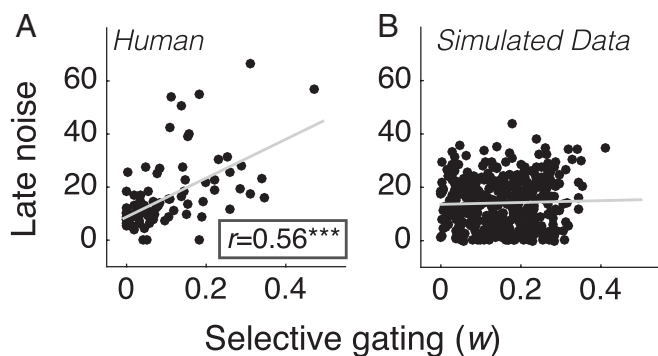 A
Human
B
Simulated Data
Late noise
60
40
20
0
r=0.56***
0
0.2
0.4
60
40
20
0
0
0.2
0.4
Selective gating (w)